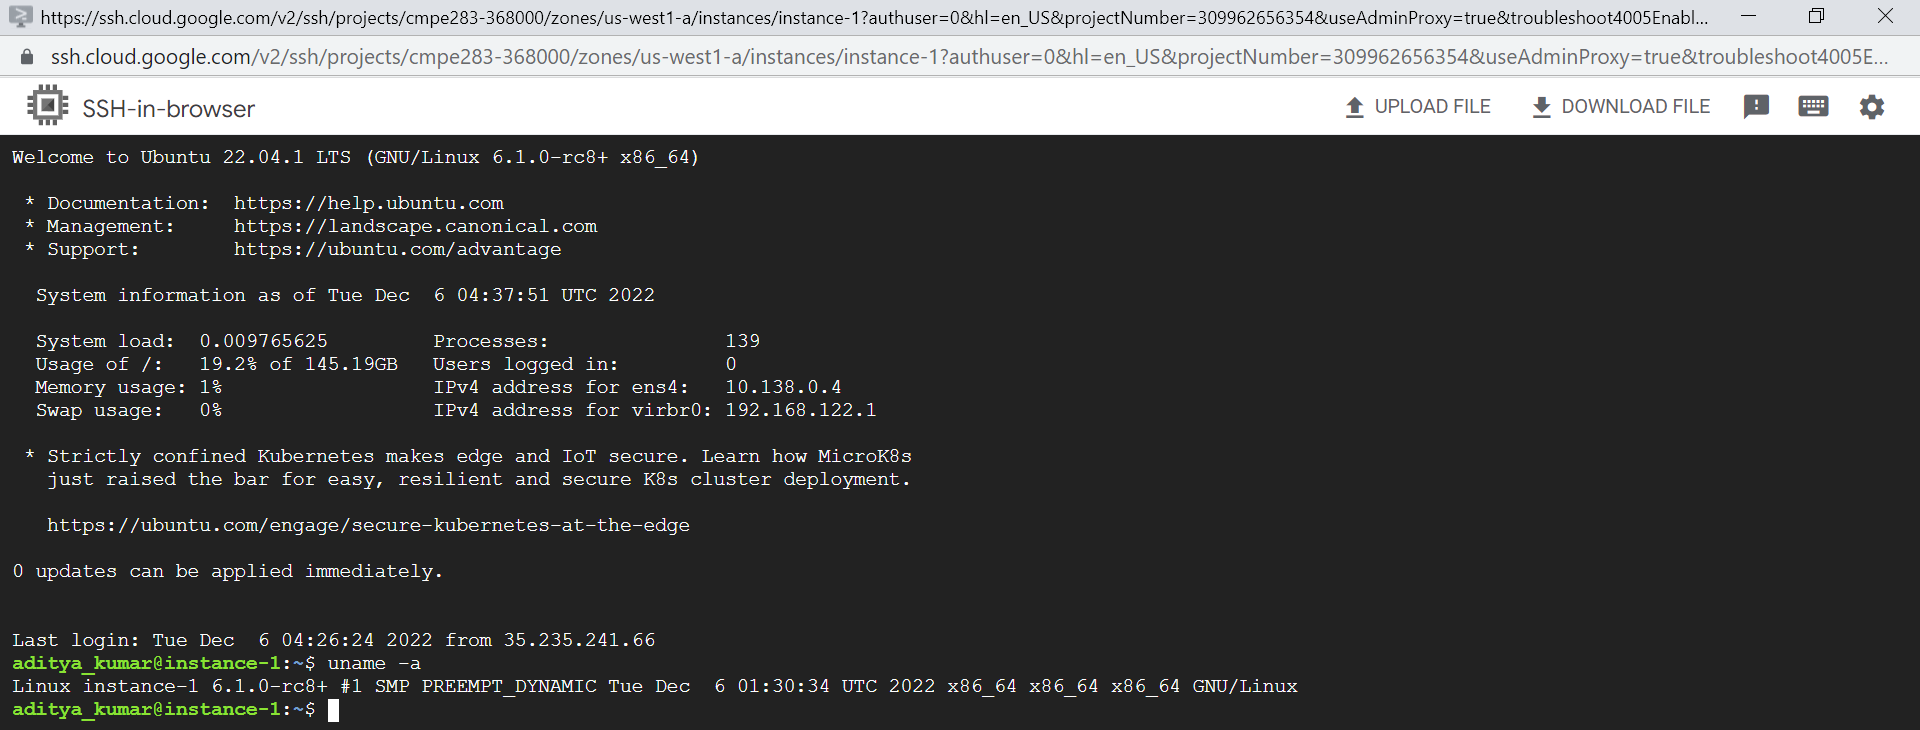 https://ssh.cloud.google.com/v2/ssh/projects/cmpe283-368000/zones/us-west1-a/instances/instance-1?authuser=0&hl=en_US&projectNumber=309962656354&useAdminProxy=true&troubleshoot4005Enabl...
ssh.cloud.google.com/v2/ssh/projects/cmpe283-368000/zones/us-west1-a/instances/instance-1?authuser=0&hl=en_US&projectNumber=309962656354&useAdminProxy=true&troubleshoot4005E...
SSH-in-browser UPLOAD FILE DOWNLOAD FILE
Welcome to Ubuntu 22.04.1 LTS (GNU/Linux 6.1.0-rc8+ x86_64)
* Documentation:  https://help.ubuntu.com
* Management:     https://landscape.canonical.com
* Support:        https://ubuntu.com/advantage
System information as of Tue Dec  6 04:37:51 UTC 2022
System load:  0.009765625         Processes:               139
Usage of /:   19.2% of 145.19GB   Users logged in:         0
Memory usage: 1%                  IPv4 address for ens4:   10.138.0.4
Swap usage:   0%                  IPv4 address for virbr0: 192.168.122.1
* Strictly confined Kubernetes makes edge and IoT secure. Learn how MicroK8s
just raised the bar for easy, resilient and secure K8s cluster deployment.
https://ubuntu.com/engage/secure-kubernetes-at-the-edge
0 updates can be applied immediately.
Last login: Tue Dec  6 04:26:24 2022 from 35.235.241.66
aditya_kumar@instance-1:~$ uname -a
Linux instance-1 6.1.0-rc8+ #1 SMP PREEMPT_DYNAMIC Tue Dec  6 01:30:34 UTC 2022 x86_64 x86_64 x86_64 GNU/Linux
aditya_kumar@instance-1:~$